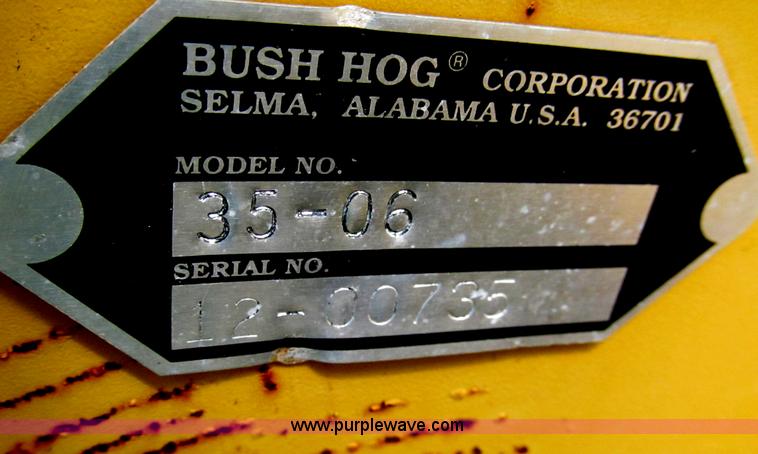 BUSH HOG® CORPORATION
SELMA, ALABAMA U.S.A. 36701
MODEL NO.
35-06
SERIAL NO.
12-00735
www.purplewave.com